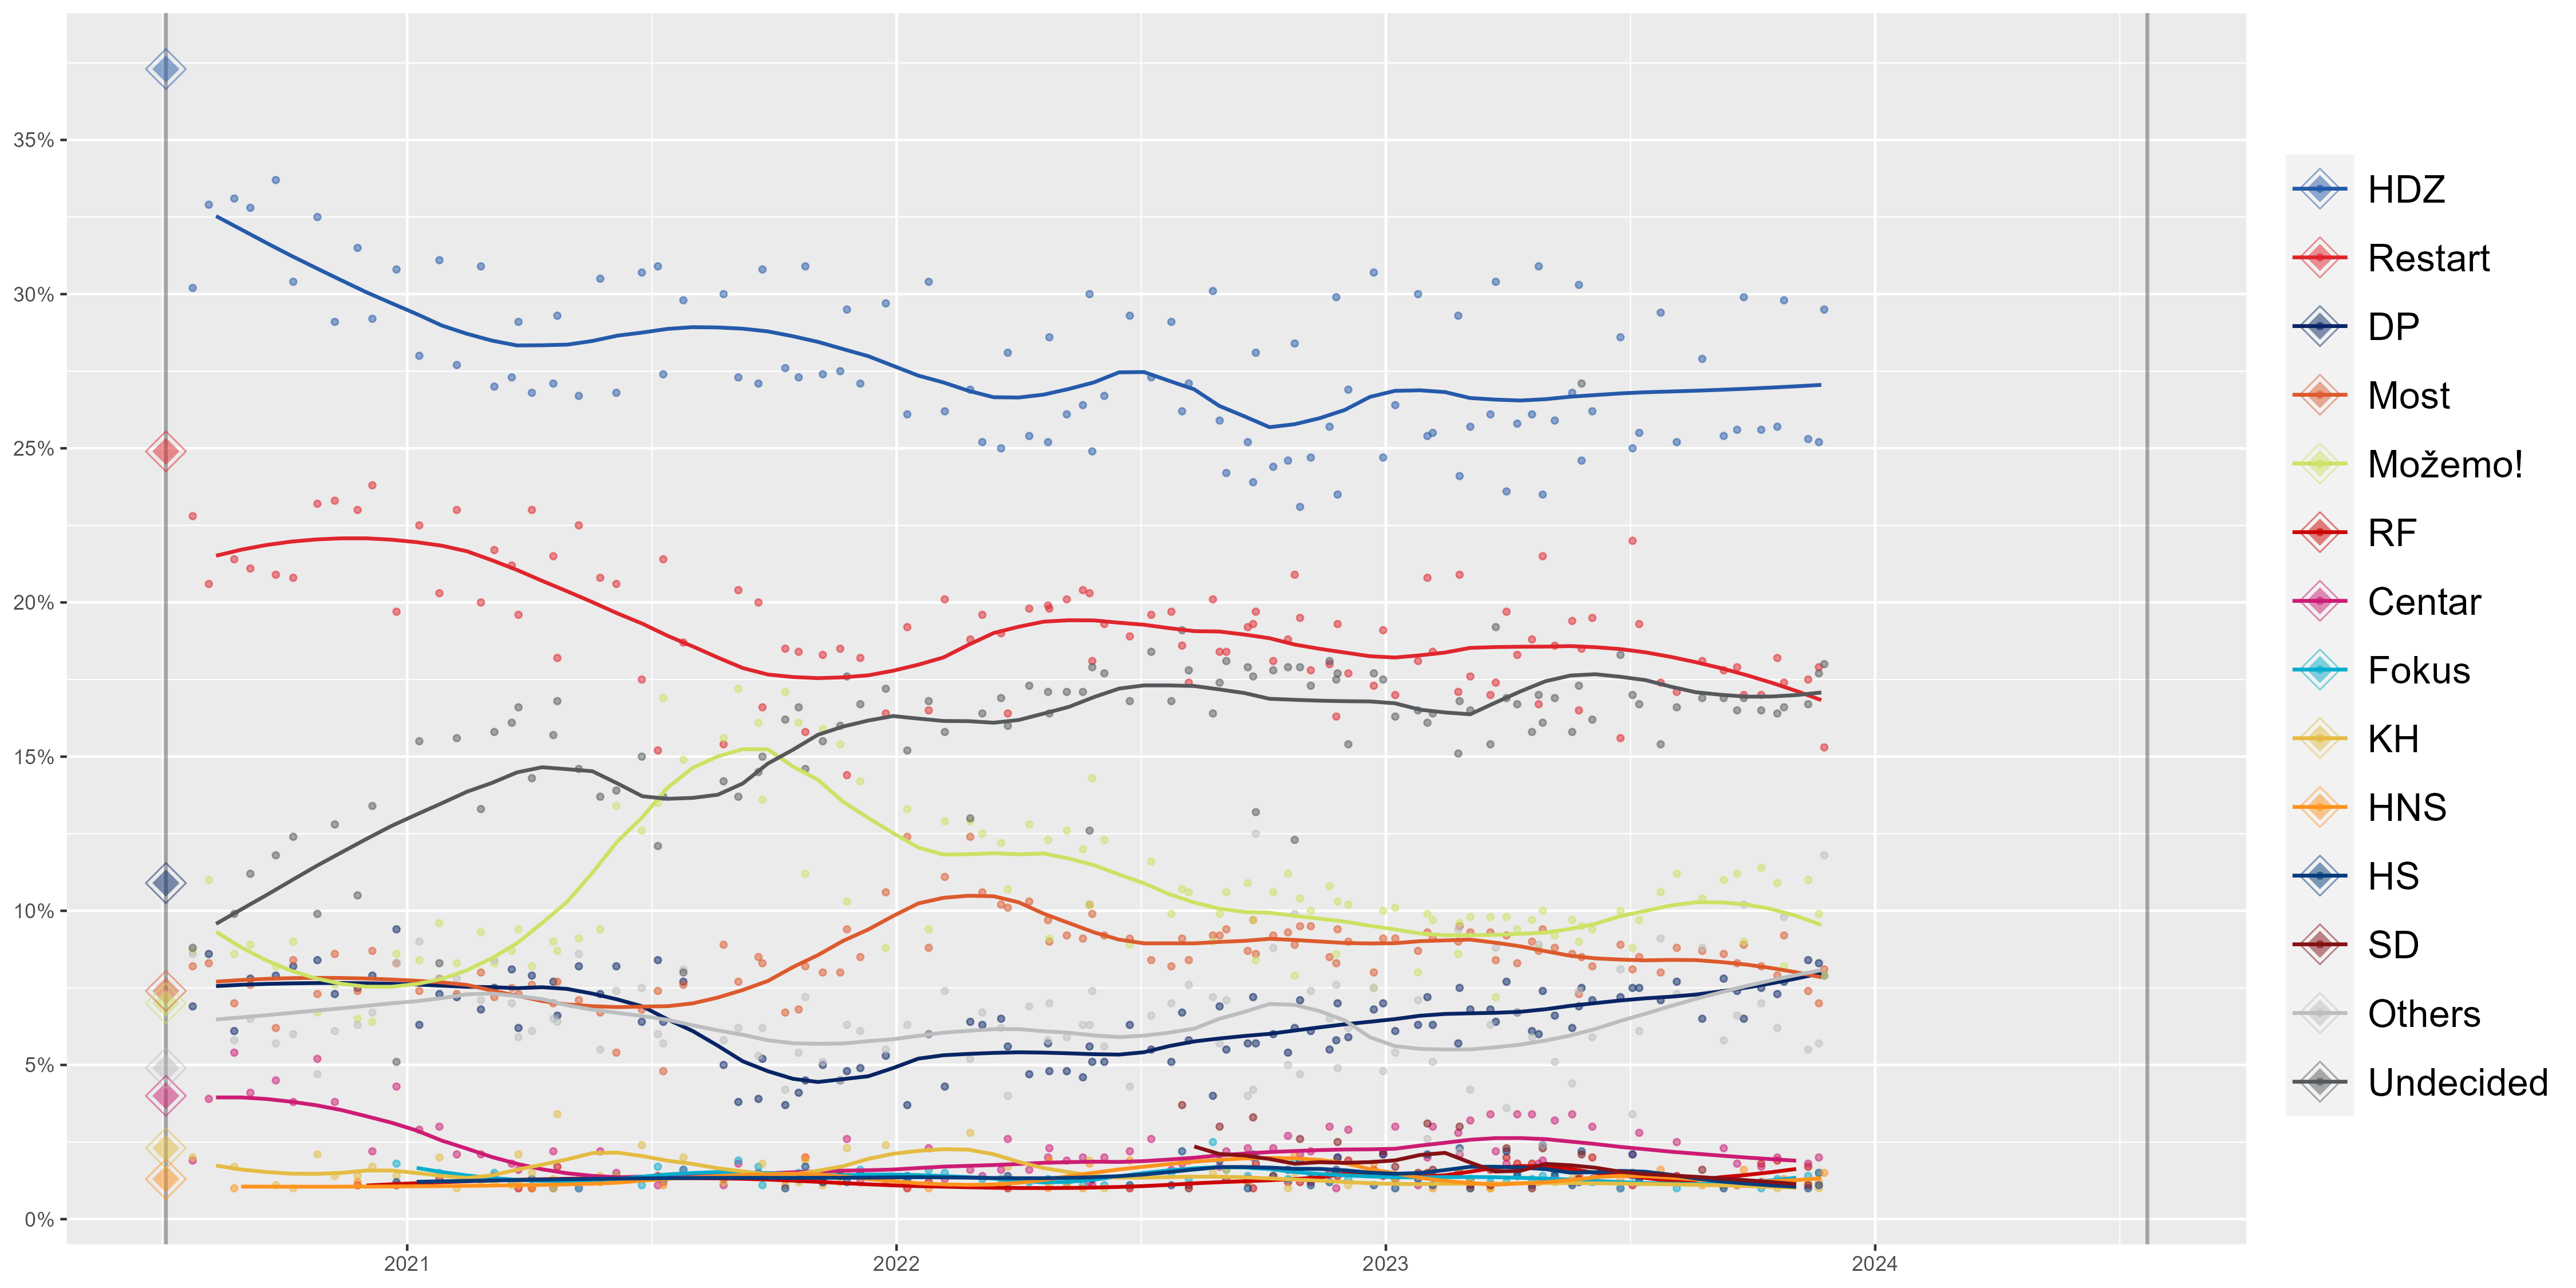 35%
30%
25%
20%
15%
10%
5%
0%
2021
2022
2023
2024
HDZ
Restart
DP
Most
Možemo!
RF
Centar
Fokus
KH
HNS
HS
SD
Others
Undecided